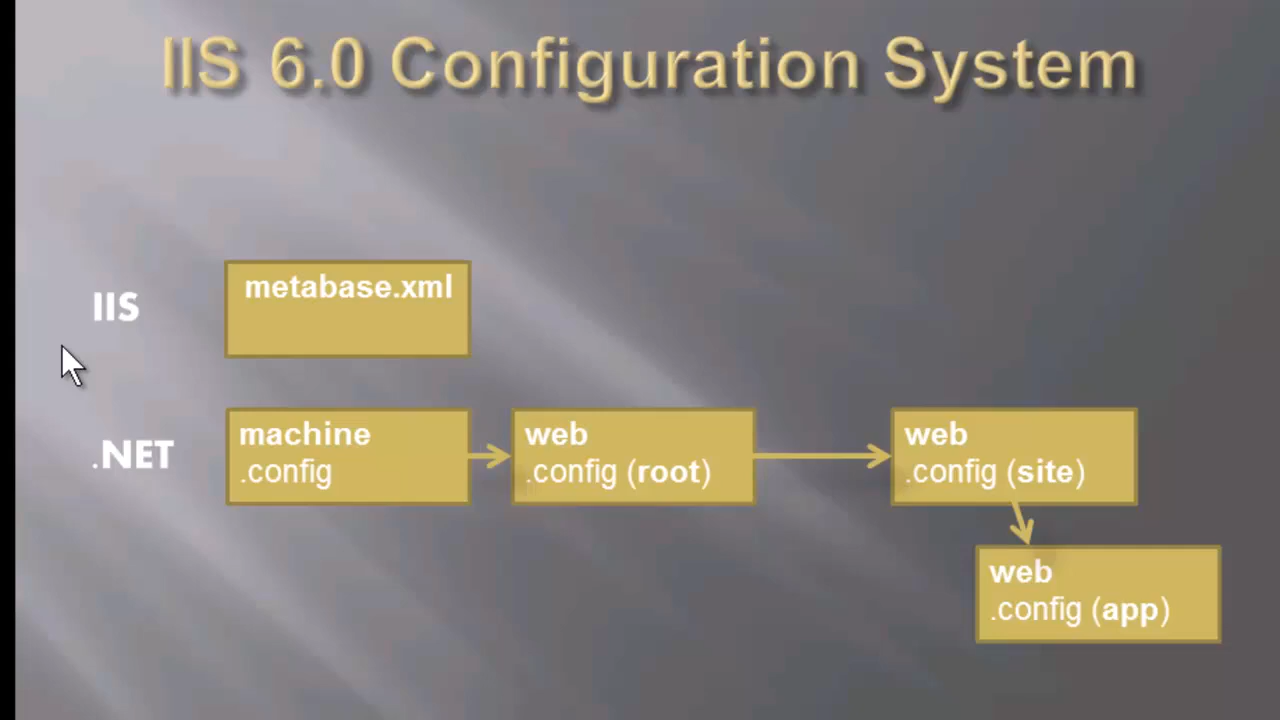 IIS 6.0 Configuration System
IIS
metabase.xml
.NET
machine
.config
web
.config (root)
web
.config (site)
web
.config (app)